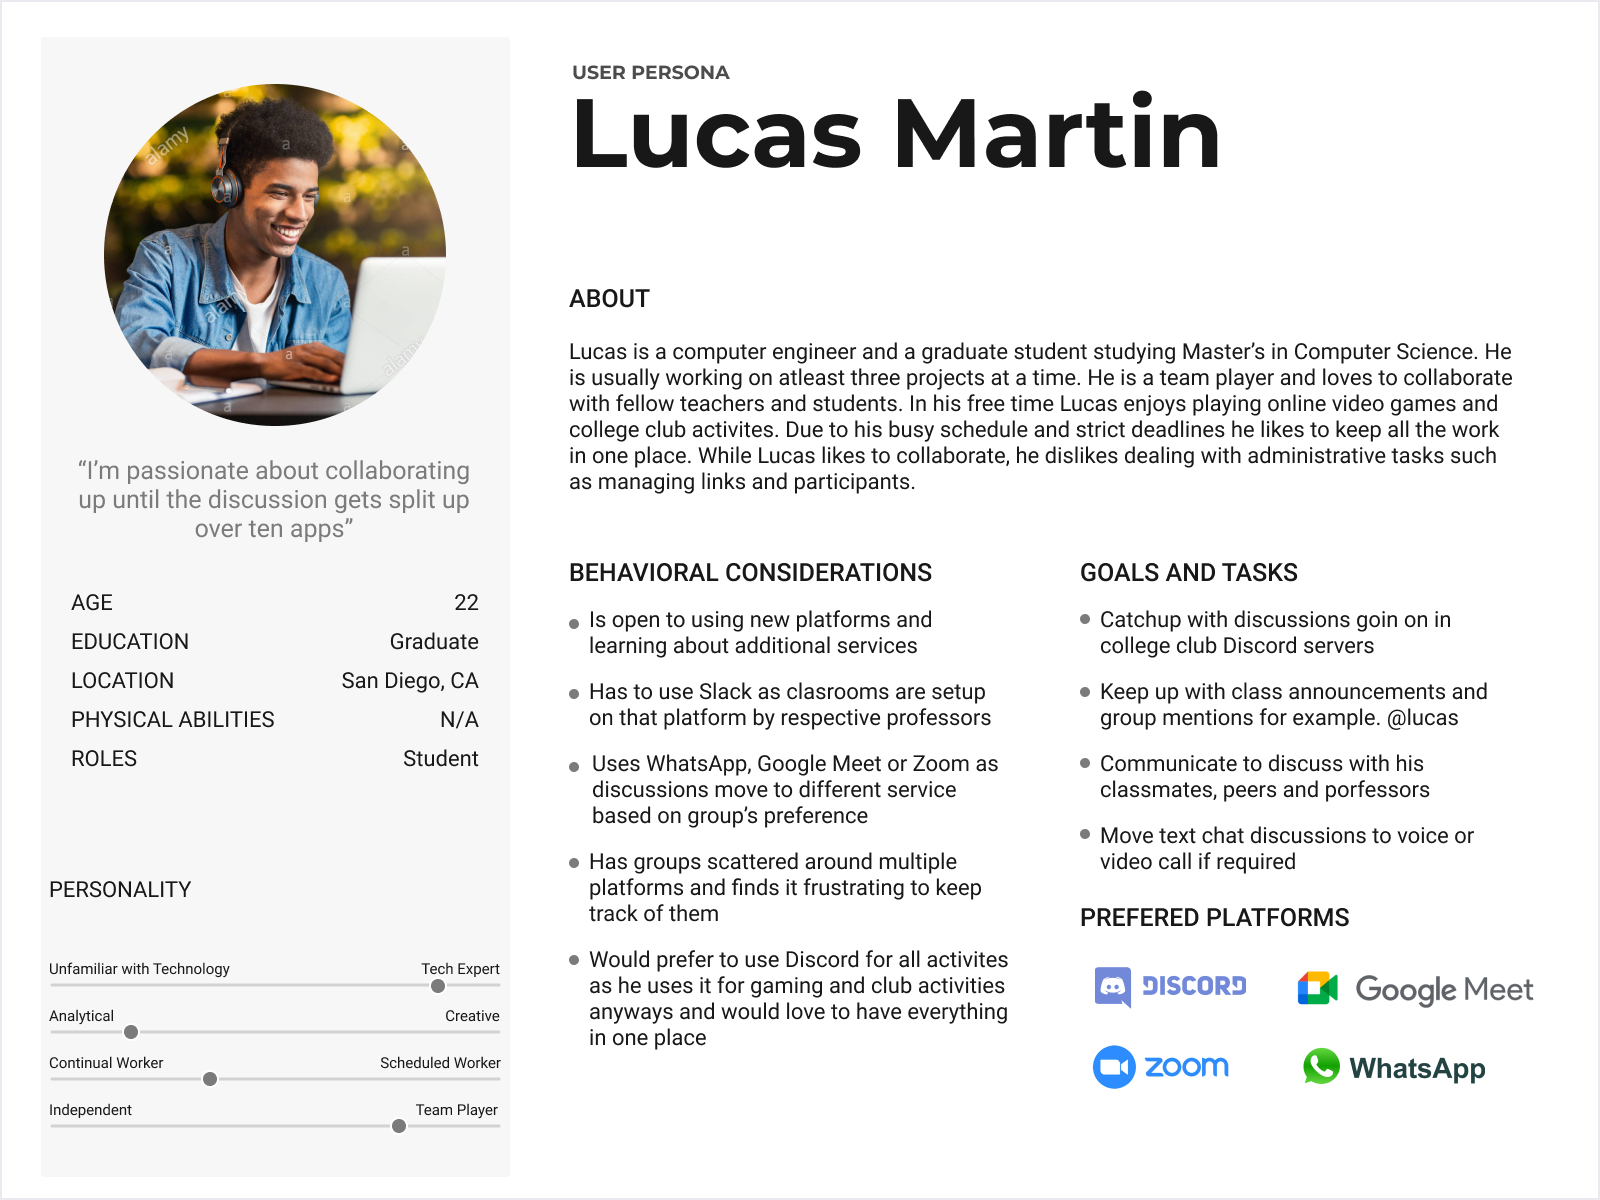 USER PERSONA
Lucas Martin
alamy
a
a
a
a
a
a
alamy
a
alamy
a
“I’m passionate about collaborating
up until the discussion gets split up
over ten apps”
AGE 22
EDUCATION Graduate
LOCATION San Diego, CA
PHYSICAL ABILITIES N/A
ROLES Student
PERSONALITY
Unfamiliar with Technology Tech Expert
Analytical Creative
Continual Worker Scheduled Worker
Independent Team Player
ABOUT
Lucas is a computer engineer and a graduate student studying Master’s in Computer Science. He
is usually working on atleast three projects at a time. He is a team player and loves to collaborate
with fellow teachers and students. In his free time Lucas enjoys playing online video games and
college club activites. Due to his busy schedule and strict deadlines he likes to keep all the work
in one place. While Lucas likes to collaborate, he dislikes dealing with administrative tasks such
as managing links and participants.
BEHAVIORAL CONSIDERATIONS
Is open to using new platforms and
learning about additional services
Has to use Slack as clasrooms are setup
on that platform by respective professors
Uses WhatsApp, Google Meet or Zoom as
discussions move to different service
based on group’s preference
Has groups scattered around multiple
platforms and finds it frustrating to keep
track of them
Would prefer to use Discord for all activites
as he uses it for gaming and club activities
anyways and would love to have everything
in one place
GOALS AND TASKS
Catchup with discussions goin on in
college club Discord servers
Keep up with class announcements and
group mentions for example. @lucas
Communicate to discuss with his
classmates, peers and porfessors
Move text chat discussions to voice or
video call if required
PREFERED PLATFORMS
DISCORD
Google Meet
zoom
WhatsApp